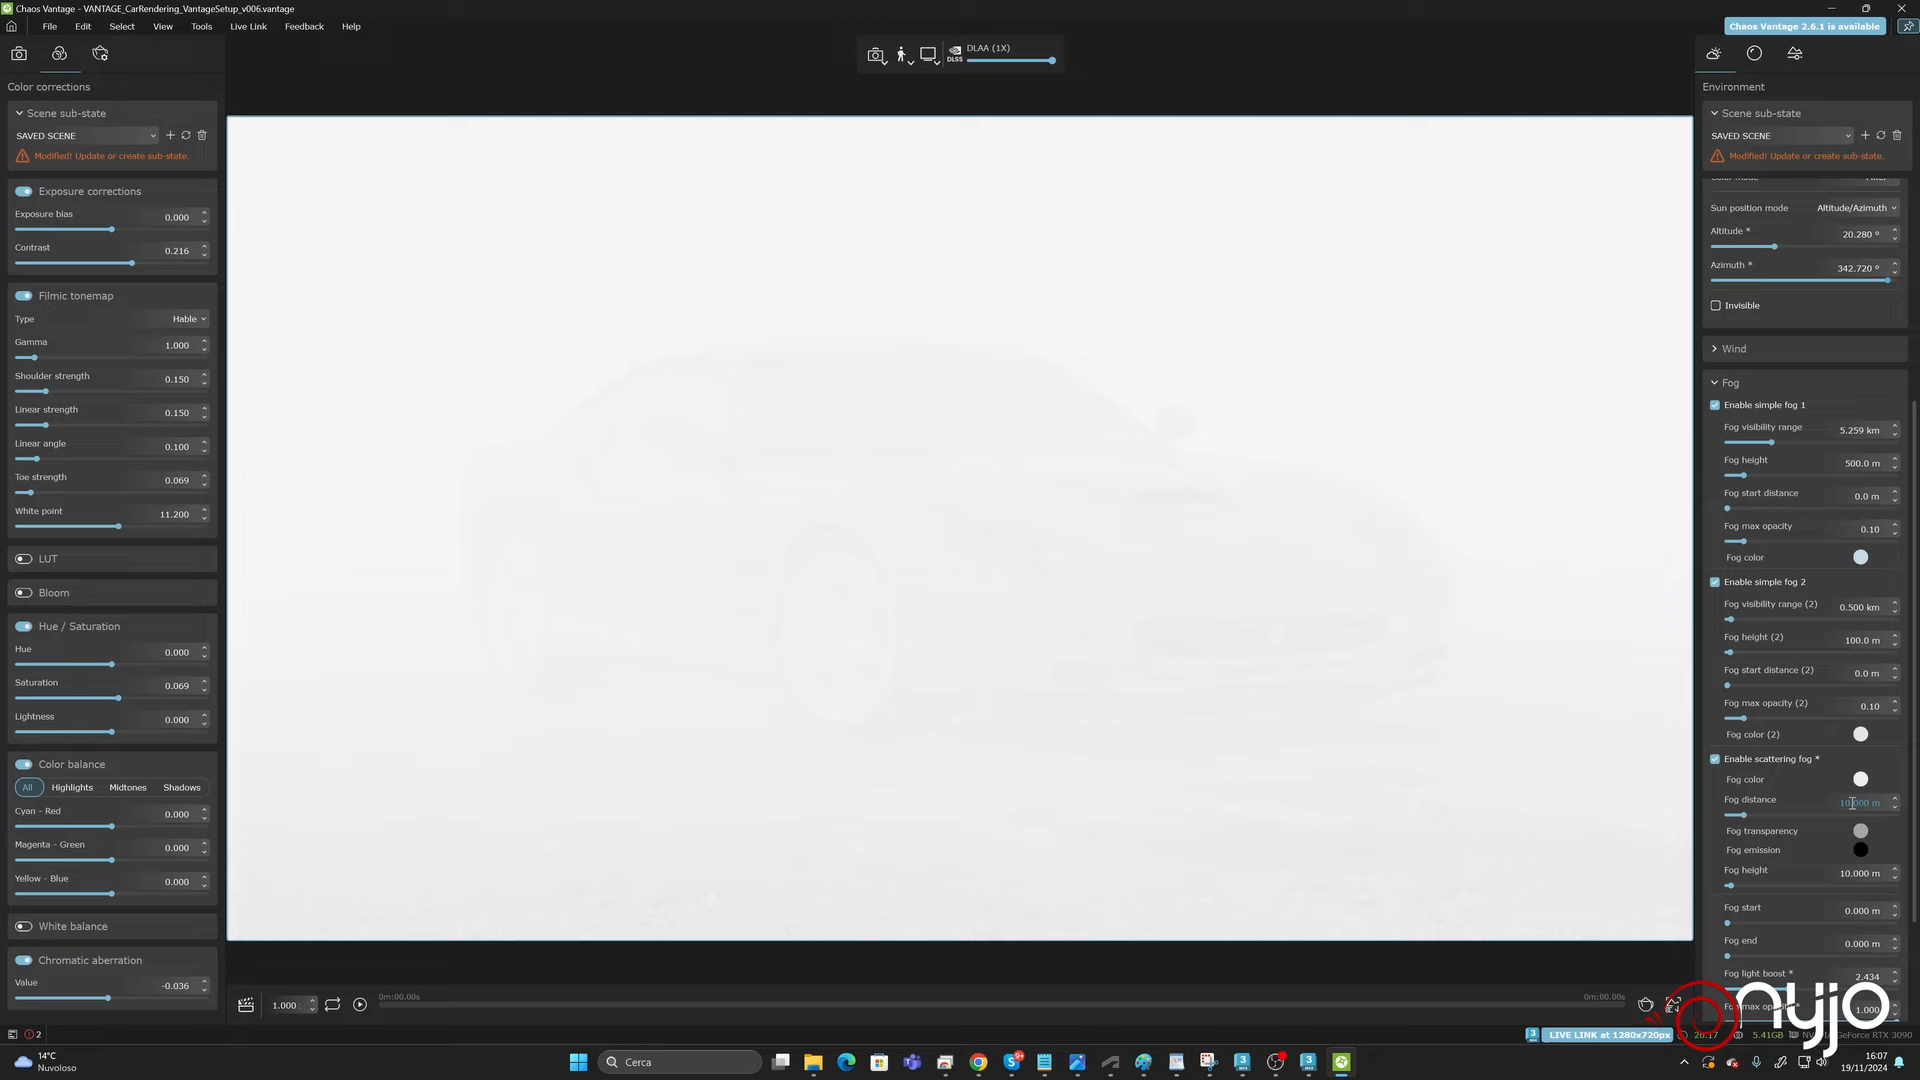 Chaos Vantage - VANTAGE_CarRendering_VantageSetup_v006.vantage
File Edit Select View Tools Live Link Feedback Help
Chaos Vantage 2.6.1 is available
DLSS
DLAA (1X)
Color corrections
Scene sub-state
SAVED SCENE
Modified! Update or create sub-state.
Exposure corrections
Exposure bias
0.000
Contrast
0.216
Filmic tonemap
Type
Hable
Gamma
1.000
Shoulder strength
0.150
Linear strength
0.150
Linear angle
0.100
Toe strength
0.069
White point
11.200
LUT
Bloom
Hue / Saturation
Hue
0.000
Saturation
0.069
Lightness
0.000
Color balance
All Highlights Midtones Shadows
Cyan - Red
0.000
Magenta - Green
0.000
Yellow - Blue
0.000
White balance
Chromatic aberration
Value
-0.036
2
1.000
0m:00.00s
0m:00.00s
Environment
Scene sub-state
SAVED SCENE
Modified! Update or create sub-state.
Sun position mode
Altitude/Azimuth
Altitude *
20.280 º
Azimuth *
342.720 º
Invisible
Wind
Fog
Enable simple fog 1
Fog visibility range
5.259 km
Fog height
500.0 m
Fog start distance
0.0 m
Fog max opacity
0.10
Fog color
Enable simple fog 2
Fog visibility range (2)
0.500 km
Fog height (2)
100.0 m
Fog start distance (2)
0.0 m
Fog max opacity (2)
0.10
Fog color (2)
Enable scattering fog *
Fog color
Fog distance
10.000 m
Fog transparency
Fog emission
Fog height
10.000 m
Fog start
0.000 m
Fog end
0.000 m
Fog light boost *
2.434
1.000
nyjo
LIVE LINK at 1280x720px
26.17
5.41GB
GeForce RTX 3090
14°C
Nuvoloso
Cerca
16:07
19/11/2024